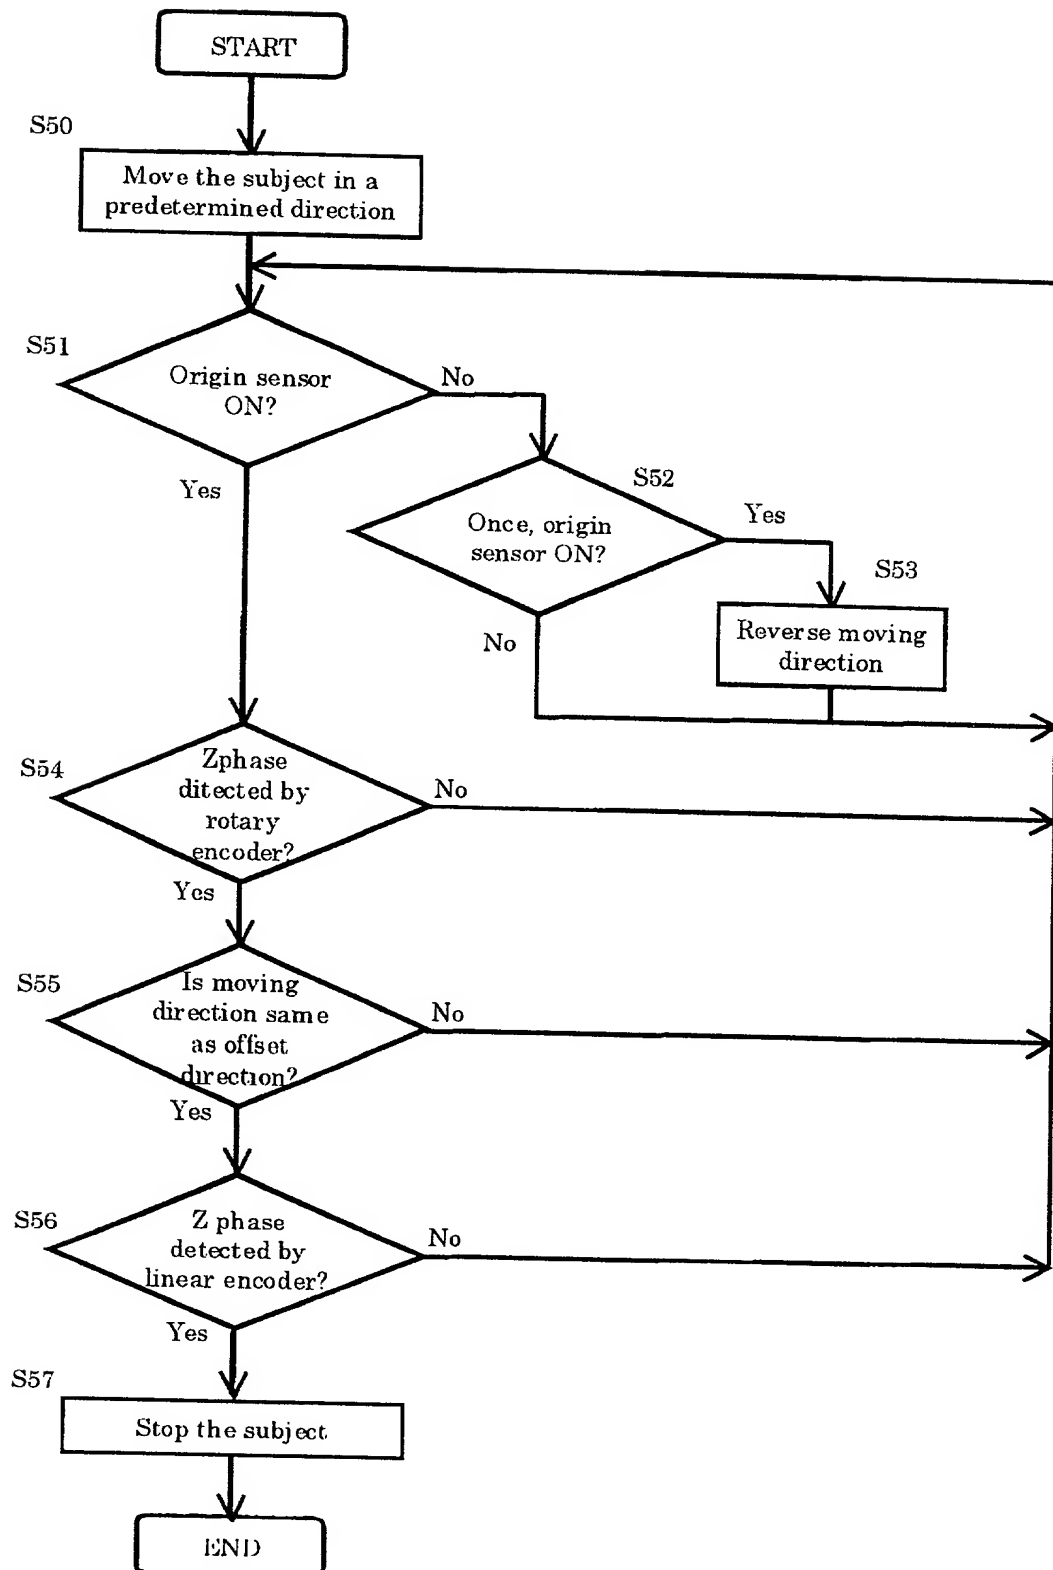 START
S50
Move the subject in a
predetermined direction
S51
Origin sensor
ON?
No
Yes
S52
Once, origin
sensor ON?
Yes
No
S53
Reverse moving
direction
S54
Zphase
ditected by
rotary
encoder?
No
Yes
S55
Is moving
direction same
as offset
direction?
No
Yes
S56
Z phase
detected by
linear encoder?
No
Yes
S57
Stop the subject
END